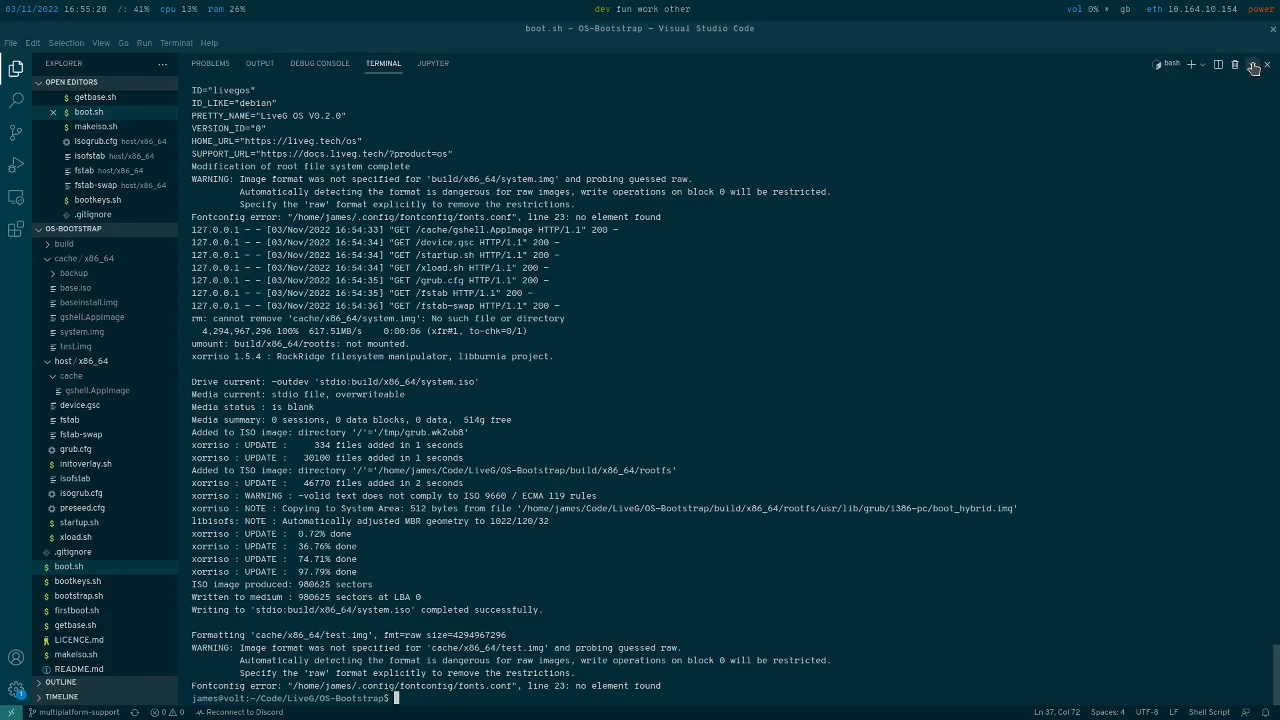 03/11/2022 16:55:20 /: 41% cpu 13% ram 26% dev fun work other vol 0% * gb eth 10.164.10.154 power
boot.sh - OS-Bootstrap - Visual Studio Code
File Edit Selection View Go Run Terminal Help
EXPLORER
OPEN EDITORS
getbase.sh
boot.sh
makeiso.sh
isogrub.cfg host/x86_64
isofstab host/x86_64
fstab host/x86_64
fstab-swap host/x86_64
bootkeys.sh
.gitignore
OS-BOOTSTRAP
build
cache / x86_64
backup
base.iso
baseinstall.img
gshell.AppImage
system.img
test.img
host / x86_64
cache
gshell.AppImage
device.gsc
fstab
fstab-swap
grub.cfg
initoverlay.sh
isofstab
isogrub.cfg
preseed.cfg
startup.sh
xload.sh
.gitignore
boot.sh
bootkeys.sh
bootstrap.sh
firstboot.sh
getbase.sh
LICENCE.md
makeiso.sh
README.md
OUTLINE
TIMELINE
PROBLEMS OUTPUT DEBUG CONSOLE TERMINAL JUPYTER
bash
ID="livegos"
ID_LIKE="debian"
PRETTY_NAME="LiveG OS V0.2.0"
VERSION_ID="0"
HOME_URL="https://liveg.tech/os"
SUPPORT_URL="https://docs.liveg.tech/?product=os"
Modification of root file system complete
WARNING: Image format was not specified for 'build/x86_64/system.img' and probing guessed raw.
Automatically detecting the format is dangerous for raw images, write operations on block 0 will be restricted.
Specify the 'raw' format explicitly to remove the restrictions.
Fontconfig error: "/home/james/.config/fontconfig/fonts.conf", line 23: no element found
127.0.0.1 - - [03/Nov/2022 16:54:33] "GET /cache/gshell.AppImage HTTP/1.1" 200 -
127.0.0.1 - - [03/Nov/2022 16:54:34] "GET /device.gsc HTTP/1.1" 200 -
127.0.0.1 - - [03/Nov/2022 16:54:34] "GET /startup.sh HTTP/1.1" 200 -
127.0.0.1 - - [03/Nov/2022 16:54:34] "GET /xload.sh HTTP/1.1" 200 -
127.0.0.1 - - [03/Nov/2022 16:54:35] "GET /grub.cfg HTTP/1.1" 200 -
127.0.0.1 - - [03/Nov/2022 16:54:35] "GET /fstab HTTP/1.1" 200 -
127.0.0.1 - - [03/Nov/2022 16:54:36] "GET /fstab-swap HTTP/1.1" 200 -
rm: cannot remove 'cache/x86_64/system.img': No such file or directory
4,294,967,296 100% 617.51MB/s 0:00:06 (xfr#1, to-chk=0/1)
umount: build/x86_64/rootfs: not mounted.
xorriso 1.5.4 : RockRidge filesystem manipulator, libburnia project.
Drive current: -outdev 'stdio:build/x86_64/system.iso'
Media current: stdio file, overwriteable
Media status : is blank
Media summary: 0 sessions, 0 data blocks, 0 data, 514g free
Added to ISO image: directory '/'='/tmp/grub.wkZob8'
xorriso : UPDATE : 334 files added in 1 seconds
xorriso : UPDATE : 30100 files added in 1 seconds
Added to ISO image: directory '/'='/home/james/Code/LiveG/OS-Bootstrap/build/x86_64/rootfs'
xorriso : UPDATE : 46770 files added in 2 seconds
xorriso : WARNING : -volid text does not comply to ISO 9660 / ECMA 119 rules
xorriso : NOTE : Copying to System Area: 512 bytes from file '/home/james/Code/LiveG/OS-Bootstrap/build/x86_64/rootfs/usr/lib/grub/i386-pc/boot_hybrid.img'
libisofs: NOTE : Automatically adjusted MBR geometry to 1022/120/32
xorriso : UPDATE : 0.72% done
xorriso : UPDATE : 36.76% done
xorriso : UPDATE : 74.71% done
xorriso : UPDATE : 97.79% done
ISO image produced: 980625 sectors
Written to medium : 980625 sectors at LBA 0
Writing to 'stdio:build/x86_64/system.iso' completed successfully.
Formatting 'cache/x86_64/test.img', fmt=raw size=4294967296
WARNING: Image format was not specified for 'cache/x86_64/test.img' and probing guessed raw.
Automatically detecting the format is dangerous for raw images, write operations on block 0 will be restricted.
Specify the 'raw' format explicitly to remove the restrictions.
Fontconfig error: "/home/james/.config/fontconfig/fonts.conf", line 23: no element found
james@volt:~/Code/LiveG/OS-Bootstrap$
1
multiplatform-support 0 0 Reconnect to Discord Ln 37, Col 72 Spaces: 4 UTF-8 LF Shell Script